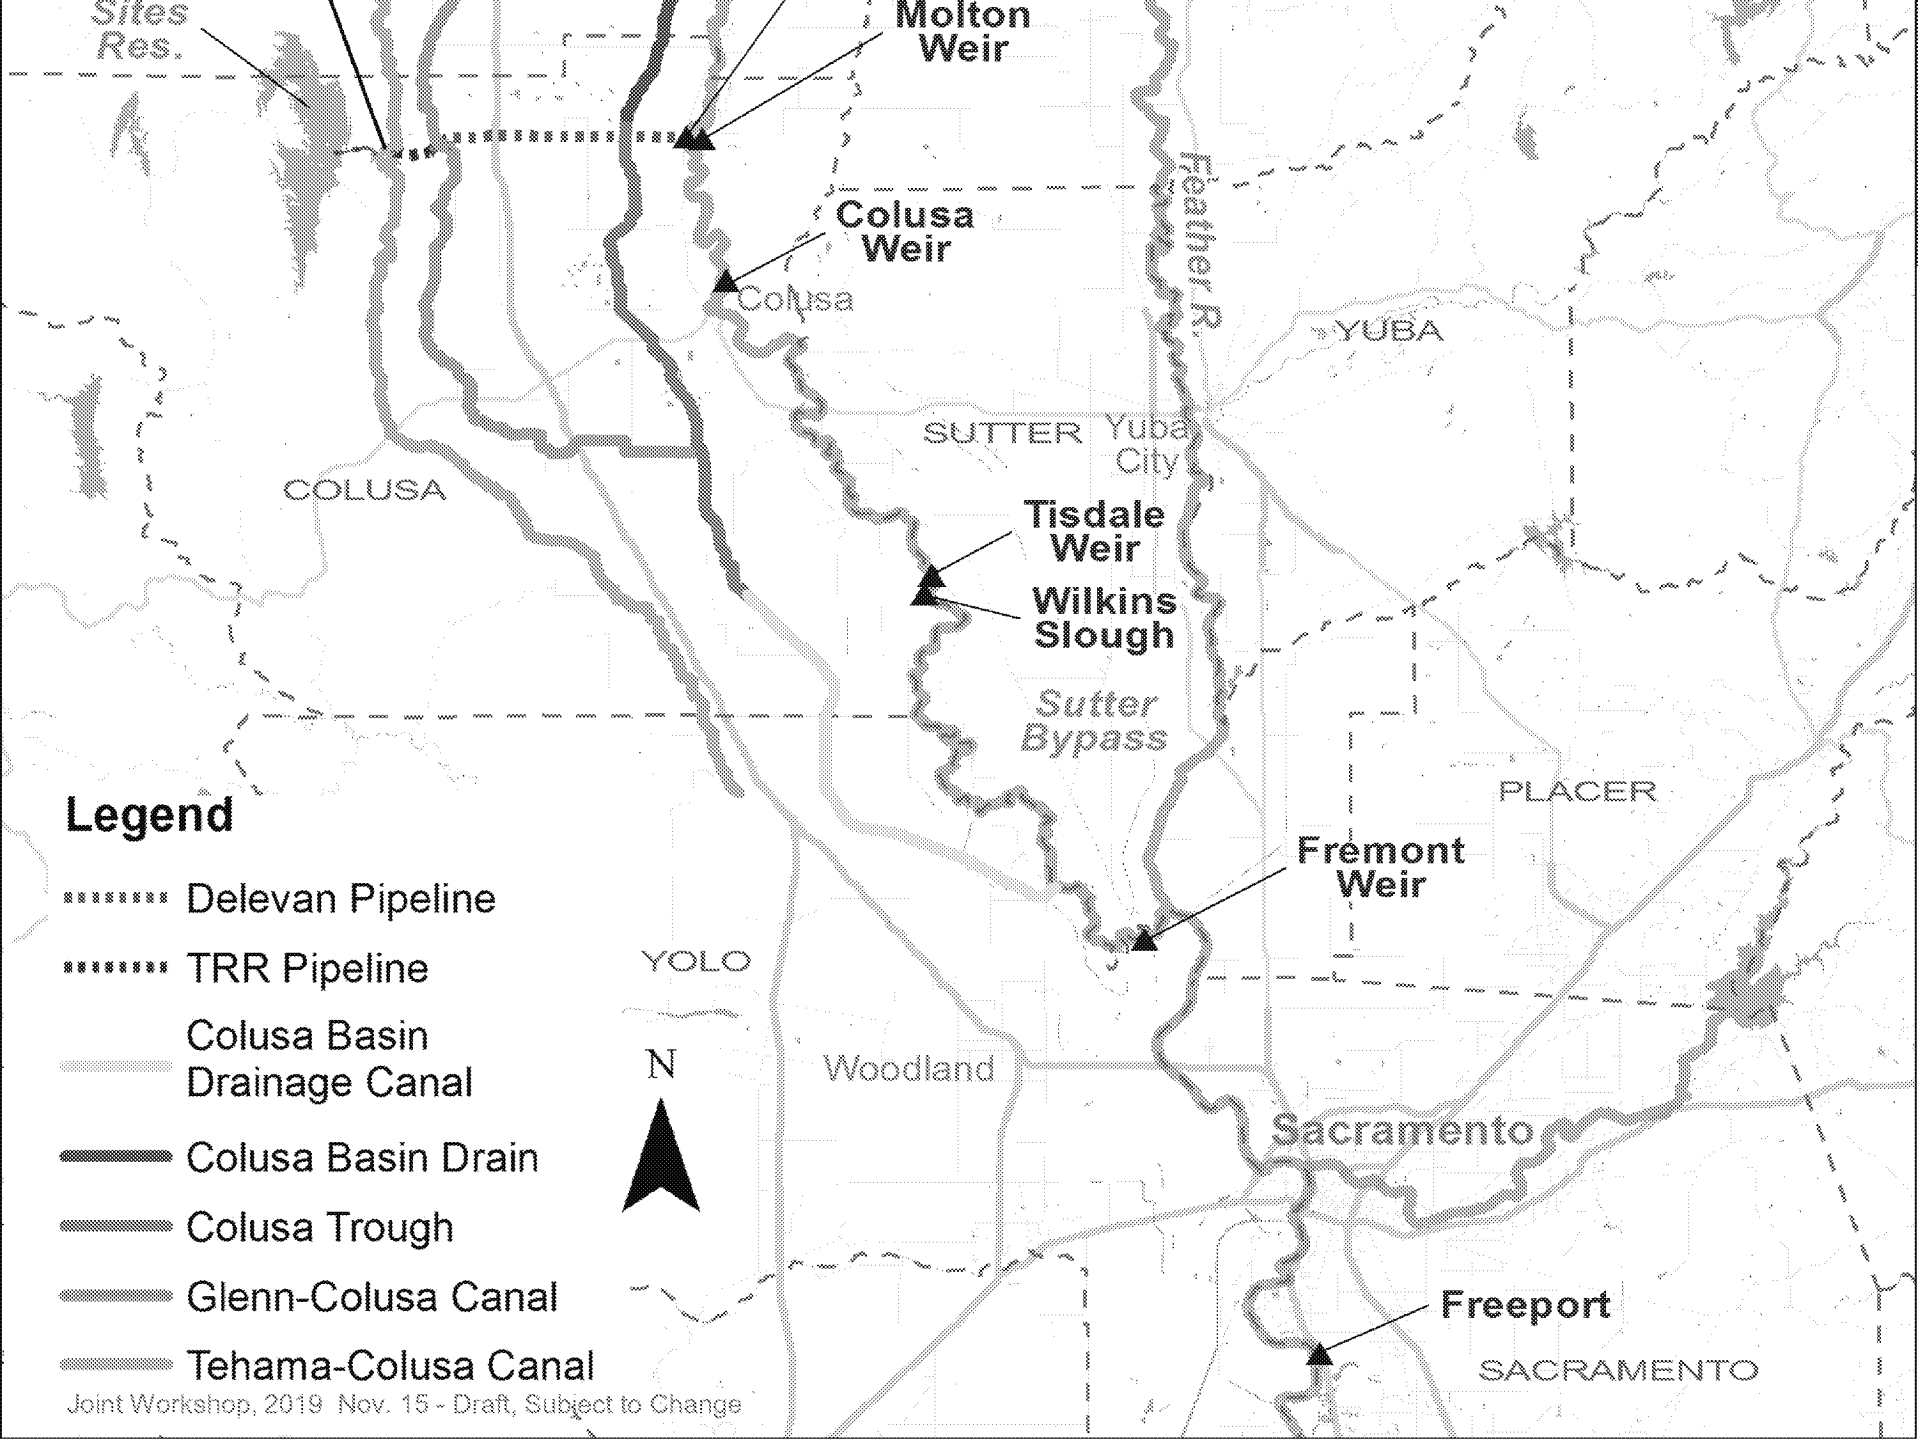 Sites
Res.
Molton
Weir
Feather R.
Colusa
Weir
Colusa
YUBA
SUTTER
Yuba
City
COLUSA
Tisdale
Weir
Wilkins
Slough
Sutter
Bypass
PLACER
Legend
Fremont
Weir
Delevan Pipeline
YOLO
TRR Pipeline
Colusa Basin
Drainage Canal
N
Woodland
Sacramento
Colusa Basin Drain
Colusa Trough
Glenn-Colusa Canal
Freeport
Tehama-Colusa Canal
SACRAMENTO
Joint Workshop, 2019 Nov. 15 - Draft, Subject to Change